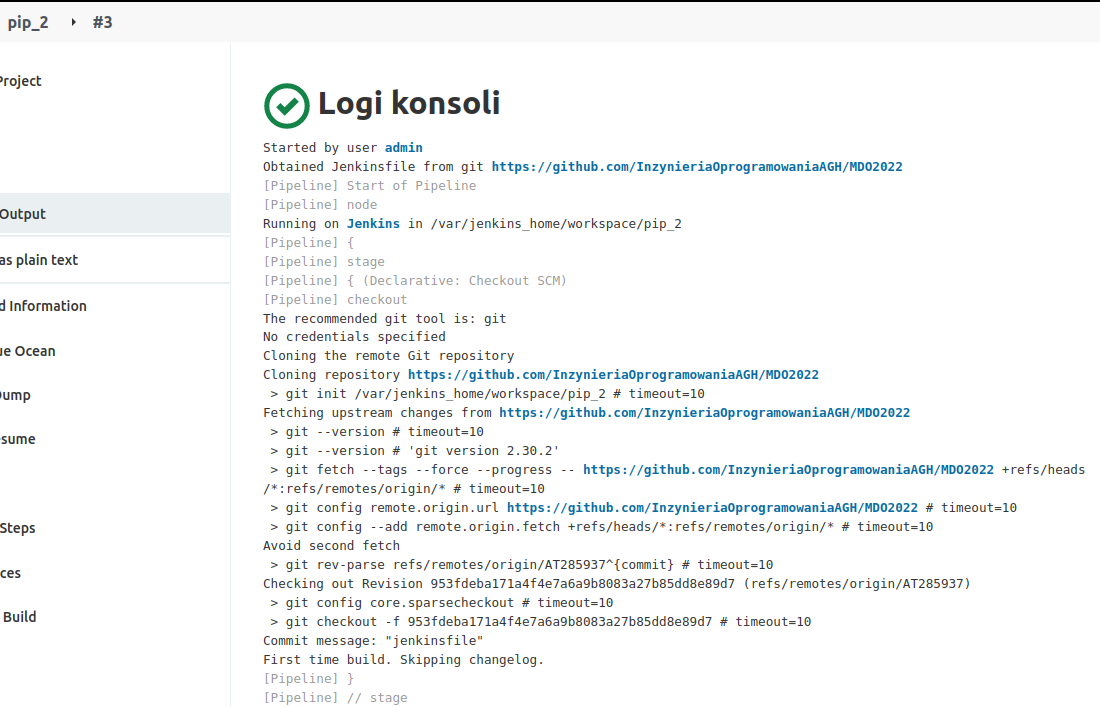 pip_2 #3
Project
Output
as plain text
d Information
ue Ocean
Dump
esume
Steps
ces
Build
Logi konsoli
Started by user admin
Obtained Jenkinsfile from git https://github.com/InzynieriaOprogramowaniaAGH/MDO2022
[Pipeline] Start of Pipeline
[Pipeline] node
Running on Jenkins in /var/jenkins_home/workspace/pip_2
[Pipeline] {
[Pipeline] stage
[Pipeline] { (Declarative: Checkout SCM)
[Pipeline] checkout
The recommended git tool is: git
No credentials specified
Cloning the remote Git repository
Cloning repository https://github.com/InzynieriaOprogramowaniaAGH/MDO2022
> git init /var/jenkins_home/workspace/pip_2 # timeout=10
Fetching upstream changes from https://github.com/InzynieriaOprogramowaniaAGH/MDO2022
> git --version # timeout=10
> git --version # 'git version 2.30.2'
> git fetch --tags --force --progress -- https://github.com/InzynieriaOprogramowaniaAGH/MDO2022 +refs/heads
/*:refs/remotes/origin/* # timeout=10
> git config remote.origin.url https://github.com/InzynieriaOprogramowaniaAGH/MDO2022 # timeout=10
> git config --add remote.origin.fetch +refs/heads/*:refs/remotes/origin/* # timeout=10
Avoid second fetch
> git rev-parse refs/remotes/origin/AT285937^{commit} # timeout=10
Checking out Revision 953fdeba171a4f4e7a6a9b8083a27b85dd8e89d7 (refs/remotes/origin/AT285937)
> git config core.sparsecheckout # timeout=10
> git checkout -f 953fdeba171a4f4e7a6a9b8083a27b85dd8e89d7 # timeout=10
Commit message: "jenkinsfile"
First time build. Skipping changelog.
[Pipeline] }
[Pipeline] // stage